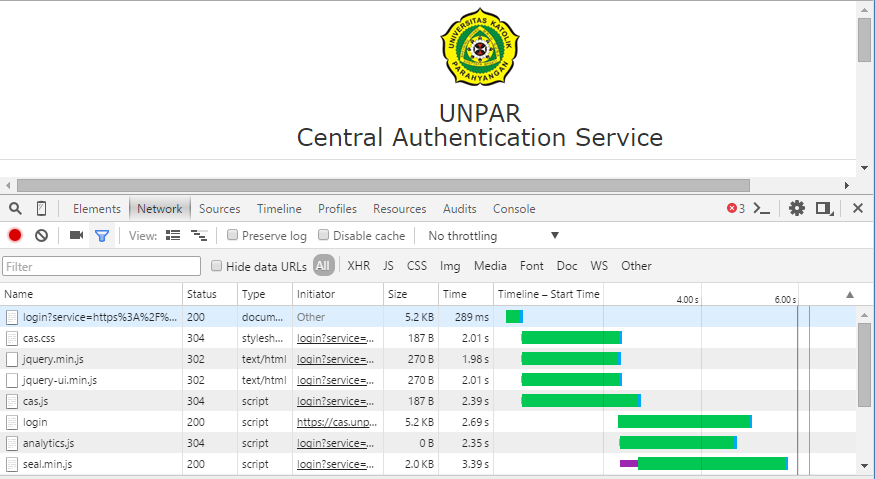 UNIVERSITAS KATOLIK
PARAHYANGAN
UNPAR
Central Authentication Service
Elements Network Sources Timeline Profiles Resources Audits Console 3
View: Preserve log Disable cache No throttling
Filter Hide data URLs All XHR JS CSS Img Media Font Doc WS Other
Name Status Type Initiator Size Time Timeline – Start Time 4.00 s 6.00 s
login?service=https%3A%2F%... 200 docum... Other 5.2 KB 289 ms
cas.css 304 stylesh... login?service=... 187 B 2.01 s
jquery.min.js 302 text/html login?service=... 270 B 1.98 s
jquery-ui.min.js 302 text/html login?service=... 270 B 2.01 s
cas.js 304 script login?service=... 187 B 2.39 s
login 200 script https://cas.unp... 5.2 KB 2.69 s
analytics.js 304 script login?service=... 0 B 2.35 s
seal.min.js 200 script login?service=... 2.0 KB 3.39 s